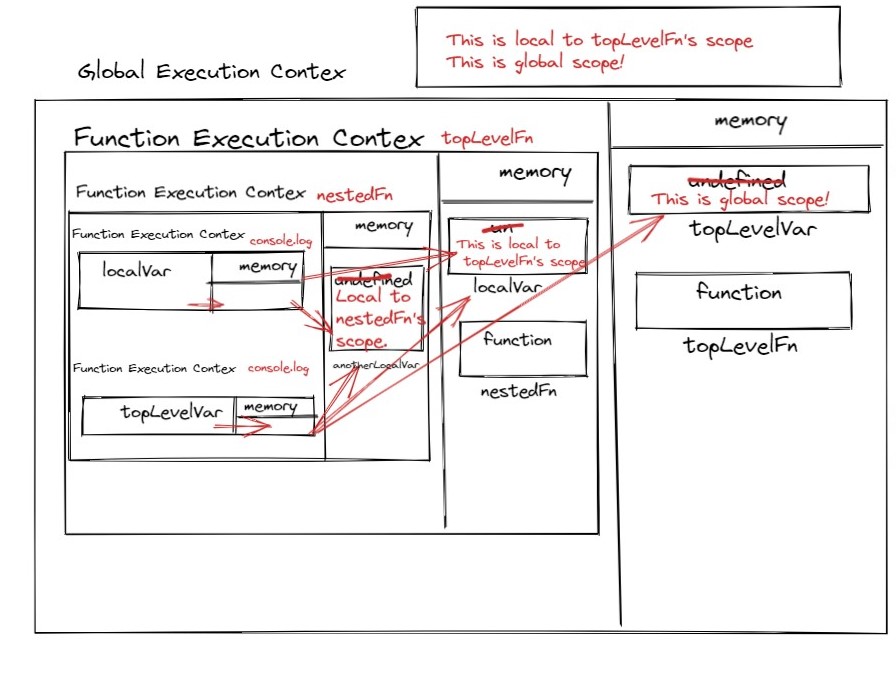 This is local to topLevelFn's scope
This is global scope!
Global Execution Contex
memory
Function Execution Contex topLevelFn
memory
undefined
This is global scope!
topLevelVar
Function Execution Contex nestedFn
memory
un
This is local to
topLevelFn's scope
localVar
Function Execution Contex console.log
localVar
memory
undefined
Local to
nestedFn's
scope.
anotherLocalVar
function
topLevelFn
function
nestedFn
Function Execution Contex console.log
topLevelVar
memory